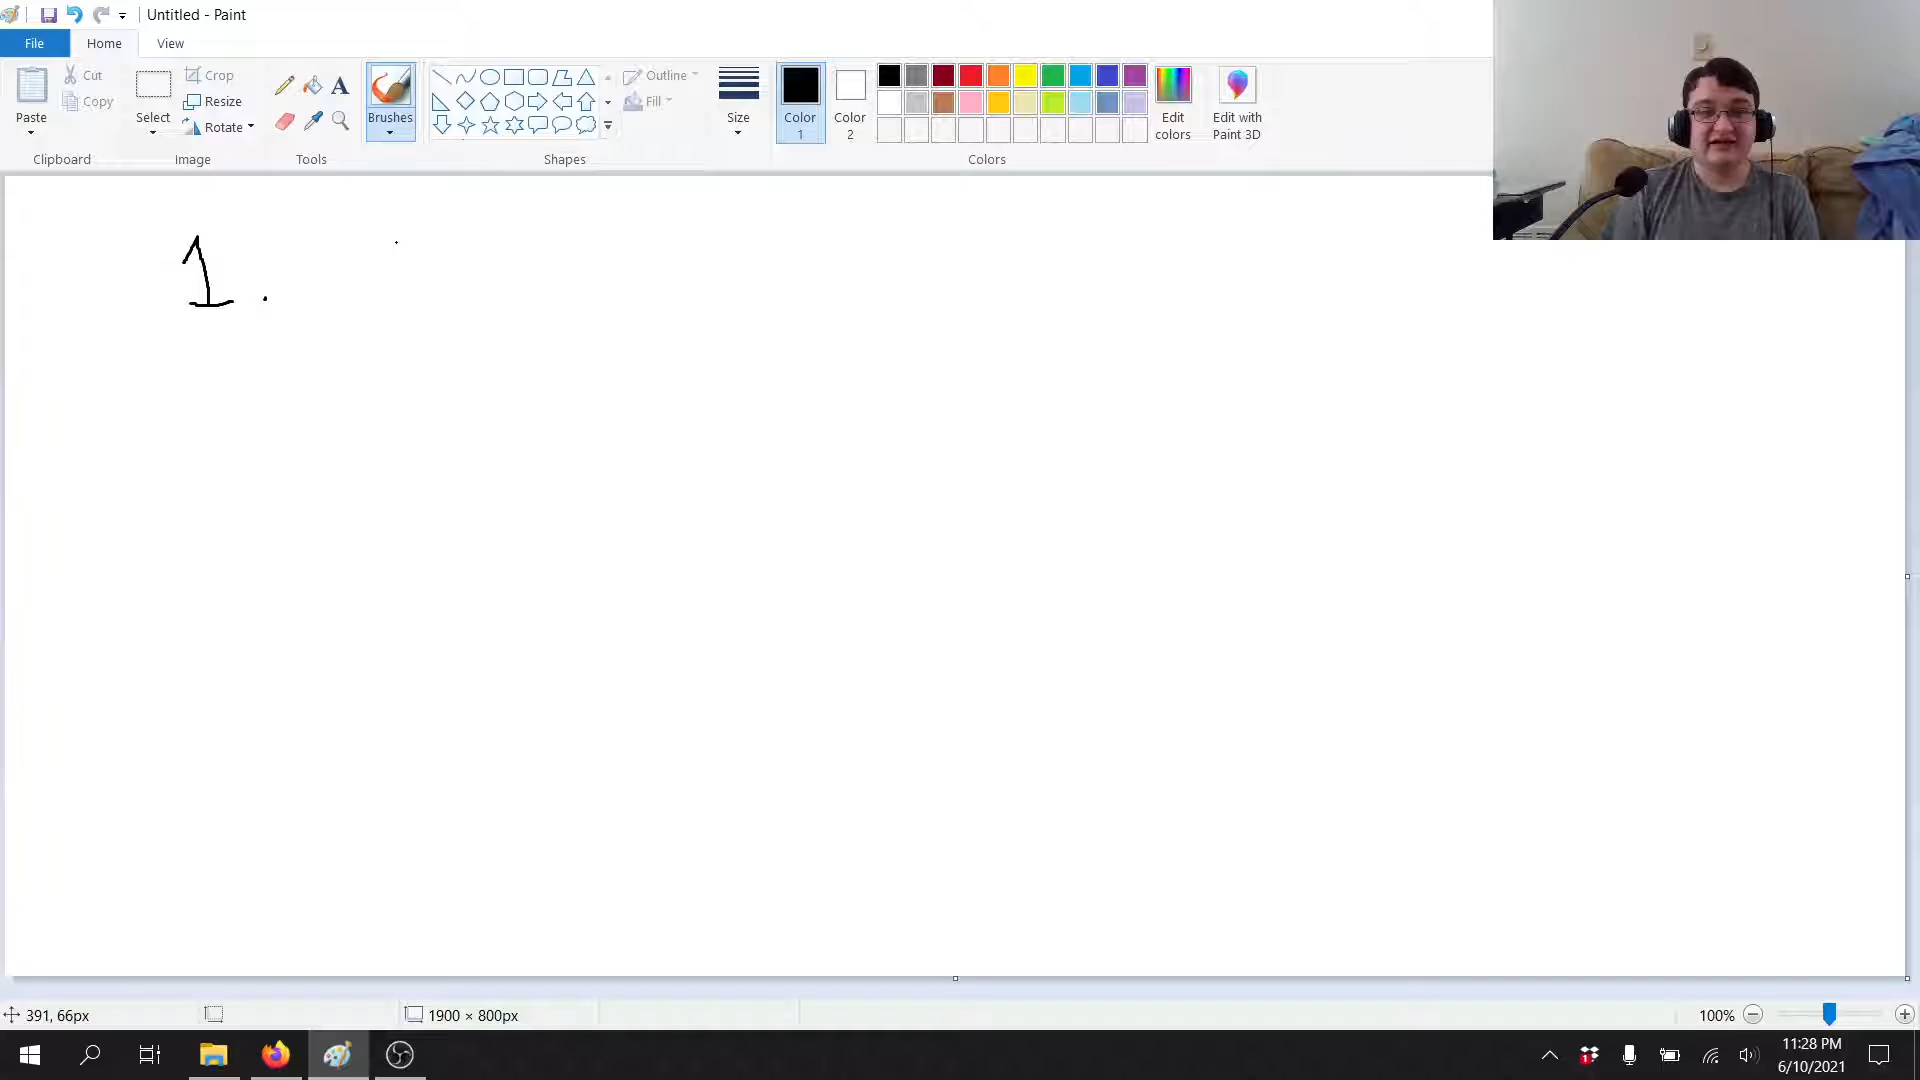 Untitled - Paint
File Home View
Paste Cut Copy Clipboard
Select Crop Resize Rotate Image
Tools
Brushes
Shapes Outline Fill
Size
Color 1 Color 2 Colors
Edit colors Edit with Paint 3D
1.
391, 66px 1900 × 800px 100%
1
11:28 PM
6/10/2021